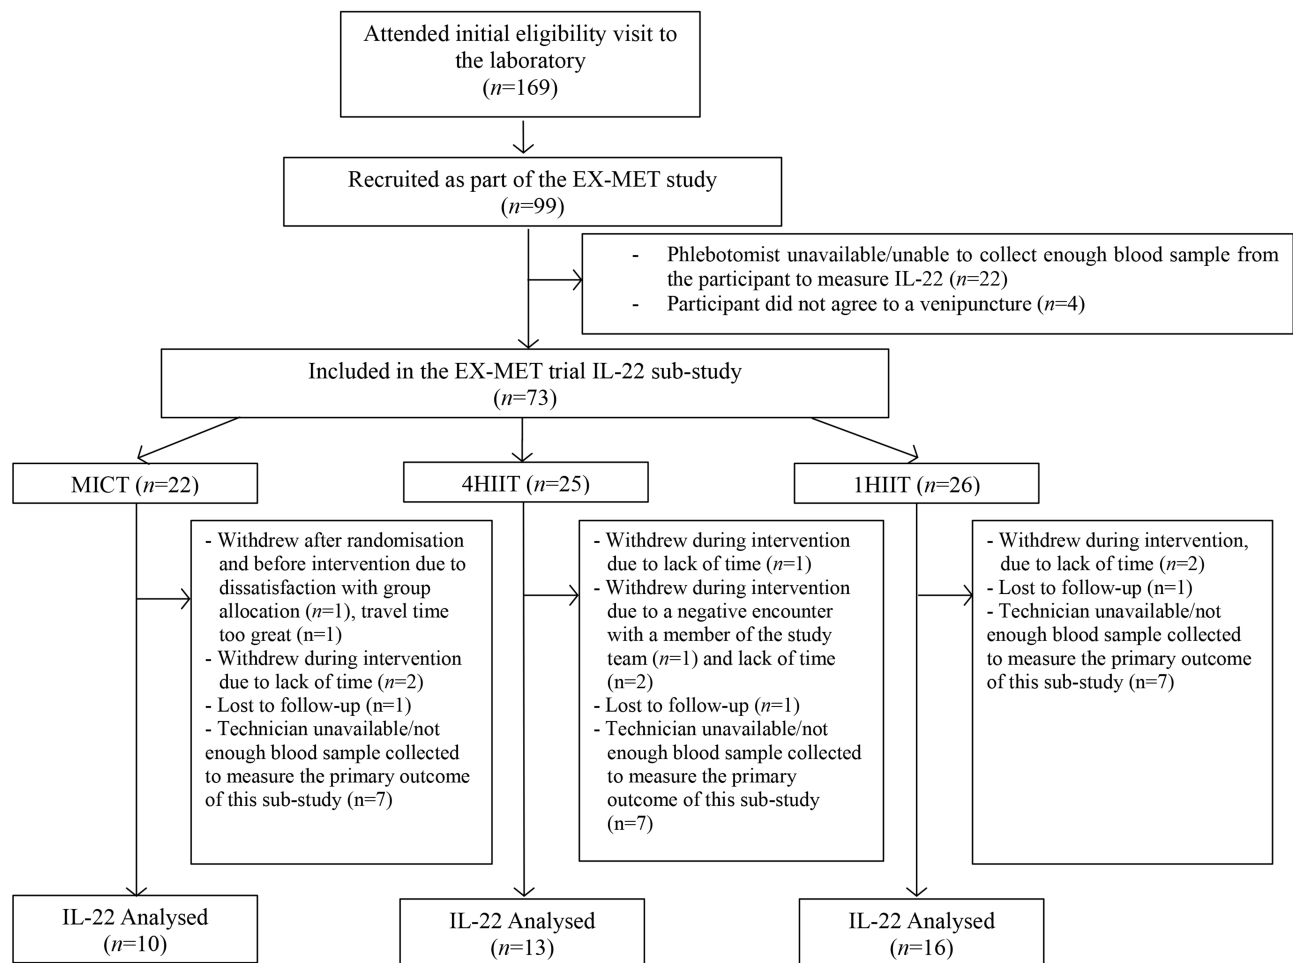 Attended initial eligibility visit to
the laboratory
(n=169)
Recruited as part of the EX-MET study
(n=99)
- Phlebotomist unavailable/unable to collect enough blood sample from
the participant to measure IL-22 (n=22)
- Participant did not agree to a venipuncture (n=4)
Included in the EX-MET trial IL-22 sub-study
(n=73)
MICT (n=22)
4HIIT (n=25)
1HIIT (n=26)
- Withdrew after randomisation
and before intervention due to
dissatisfaction with group
allocation (n=1), travel time
too great (n=1)
- Withdrew during intervention
due to lack of time (n=2)
- Lost to follow-up (n=1)
- Technician unavailable/not
enough blood sample collected
to measure the primary outcome
of this sub-study (n=7)
- Withdrew during intervention
due to lack of time (n=1)
- Withdrew during intervention
due to a negative encounter
with a member of the study
team (n=1) and lack of time
(n=2)
- Lost to follow-up (n=1)
- Technician unavailable/not
enough blood sample collected
to measure the primary
outcome of this sub-study
(n=7)
- Withdrew during intervention,
due to lack of time (n=2)
- Lost to follow-up (n=1)
- Technician unavailable/not
enough blood sample collected
to measure the primary outcome
of this sub-study (n=7)
IL-22 Analysed
(n=10)
IL-22 Analysed
(n=13)
IL-22 Analysed
(n=16)